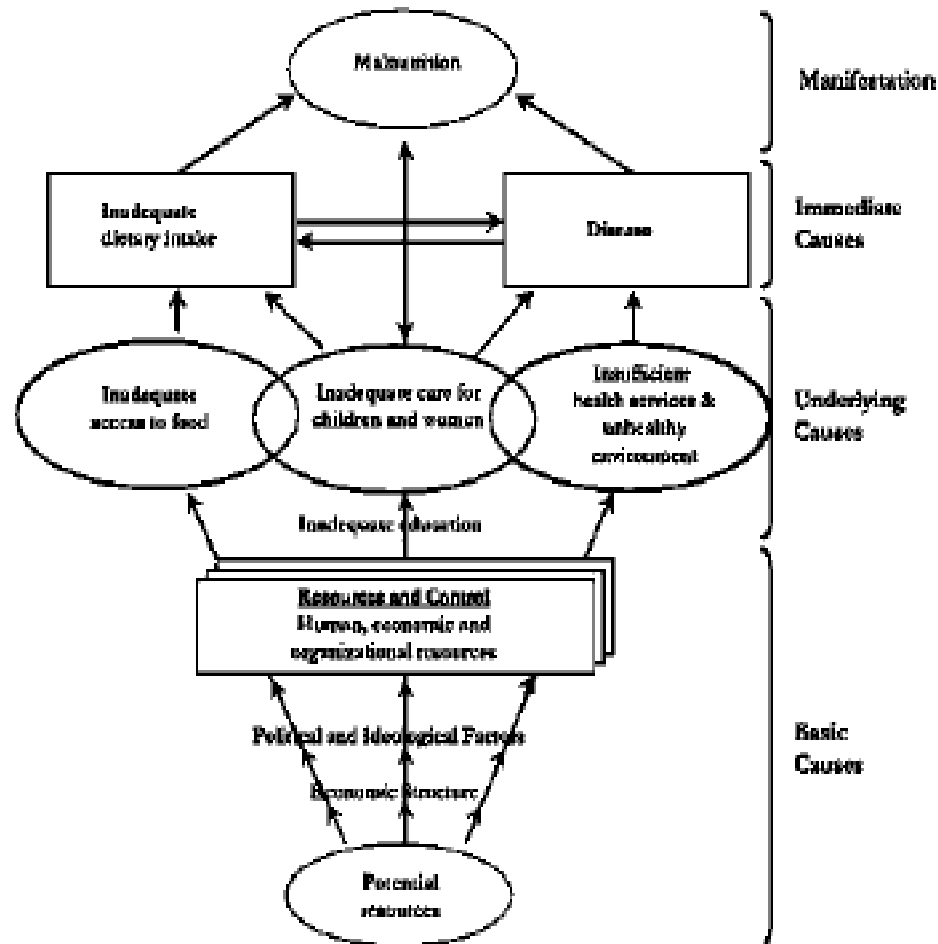 Malnutrition
Manifestation
Inadequate
dietary intake
Disease
Immediate
Causes
Inadequate
access to food
Inadequate care for
children and women
Insufficient
health services &
unhealthy
environment
Underlying
Causes
Inadequate education
Resources and Control
Human, economic and
organizational resources
Political and Ideological Factors
Economic Structure
Basic
Causes
Potential
resources